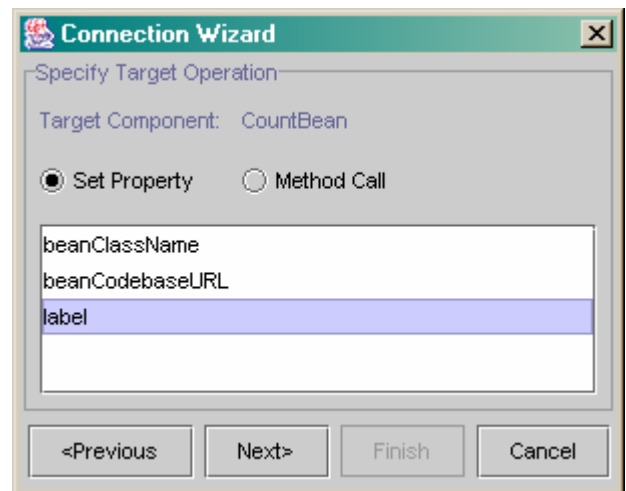 Connection Wizard
Specify Target Operation
Target Component: CountBean
Set Property Method Call
beanClassName
beanCodebaseURL
label
<Previous Next> Finish Cancel